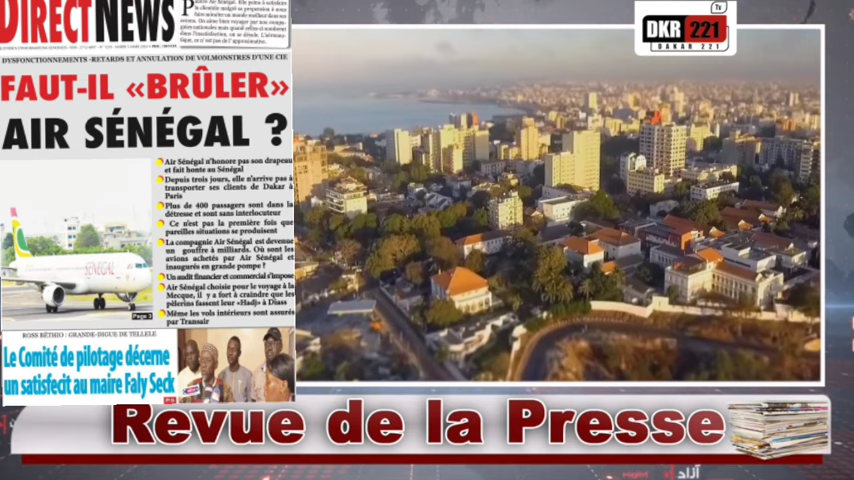 DIRECT NEWS
DYSFONCTIONNEMENTS -RETARDS ET ANNULATION DE VOLMONSTRES D'UNE CIE
FAUT-IL «BRÛLER»
AIR SÉNÉGAL ?
Air Sénégal n'honore pas son drapeau
et fait honte au Sénégal
Depuis trois jours, elle n'arrive pas à
transporter ses clients de Dakar à
Paris
Plus de 400 passagers sont dans la
détresse et sont sans interlocuteur
Ce n'est pas la première fois que
pareilles situations se produisent
La compagnie Air Sénégal est devenue
un gouffre à milliards. Où sont les
avions achetés par Air Sénégal et
inaugurés en grande pompe ?
Un audit financier et commercial s'impose
Air Sénégal choisie pour le voyage à la
Mecque, il y a fort à craindre que les
pèlerins fassent leur «Hadj» à Diass
Même les vols intérieurs sont assurés
par Transair
SENEGAL
Page 3
ROSS BÉTHIO : GRANDE-DIGUE DE TELLELE
Le Comité de pilotage décerne
un satisfecit au maire Faly Seck
P 6
Tv
DKR 221
DAKAR 221
Revue de la Presse
آزاد